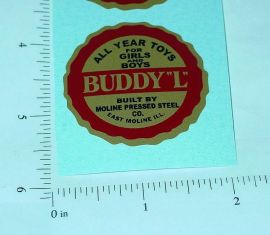 ALL YEAR TOYS
FOR
GIRLS
AND
BOYS
BUDDY "L"
BUILT BY
MOLINE PRESSED STEEL
CO.
EAST MOLINE ILL.
4
5
6
0 in
1
2